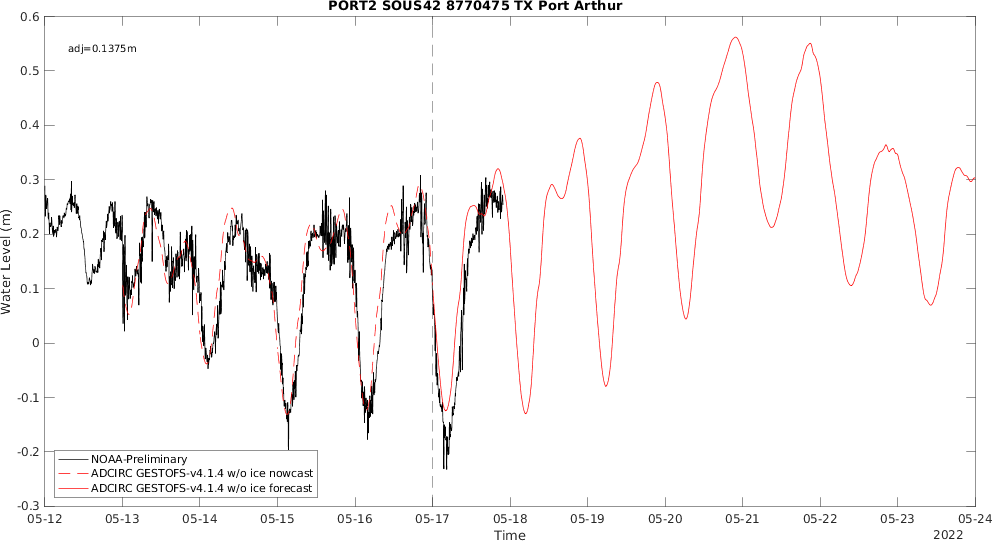 PORT2 SOUS42 8770475 TX Port Arthur
adj=0.1375m
Water Level (m)
0.6
0.5
0.4
0.3
0.2
0.1
0
-0.1
-0.2
-0.3
NOAA-Preliminary
ADCIRC GESTOFS-v4.1.4 w/o ice nowcast
ADCIRC GESTOFS-v4.1.4 w/o ice forecast
05-12 05-13 05-14 05-15 05-16 05-17 05-18 05-19 05-20 05-21 05-22 05-23 05-24
Time
2022